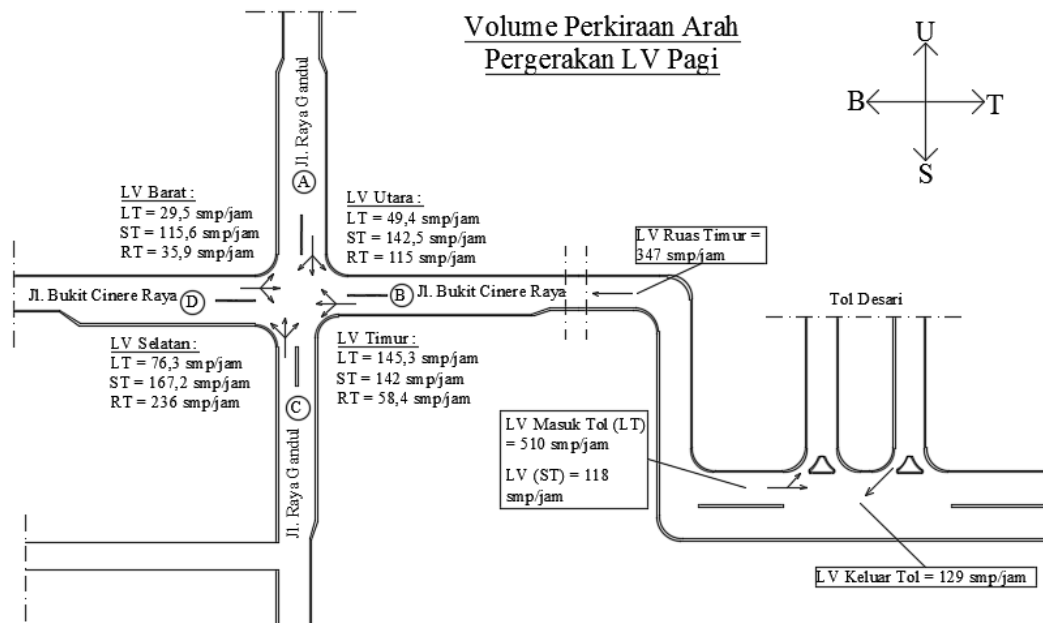 Volume Perkiraan Arah
Pergerakan LV Pagi
U
B
T
S
Jl. Raya Gandul
A
LV Barat :
LT = 29,5 smp/jam
ST = 115,6 smp/jam
RT = 35,9 smp/jam
LV Utara :
LT = 49,4 smp/jam
ST = 142,5 smp/jam
RT = 115 smp/jam
LV Ruas Timur =
347 smp/jam
Jl. Bukit Cinere Raya
D
B
Jl. Bukit Cinere Raya
Tol Desari
LV Selatan :
LT = 76,3 smp/jam
ST = 167,2 smp/jam
RT = 236 smp/jam
LV Timur :
LT = 145,3 smp/jam
ST = 142 smp/jam
RT = 58,4 smp/jam
C
Jl. Raya Gandul
LV Masuk Tol (LT)
= 510 smp/jam
LV (ST) = 118
smp/jam
LV Keluar Tol = 129 smp/jam